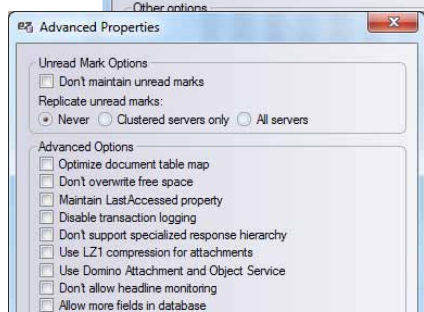 Other options
Advanced Properties
Unread Mark Options
Don't maintain unread marks
Replicate unread marks:
Never Clustered servers only All servers
Advanced Options
Optimize document table map
Don't overwrite free space
Maintain LastAccessed property
Disable transaction logging
Don't support specialized response hierarchy
Use LZ1 compression for attachments
Use Domino Attachment and Object Service
Don't allow headline monitoring
Allow more fields in database